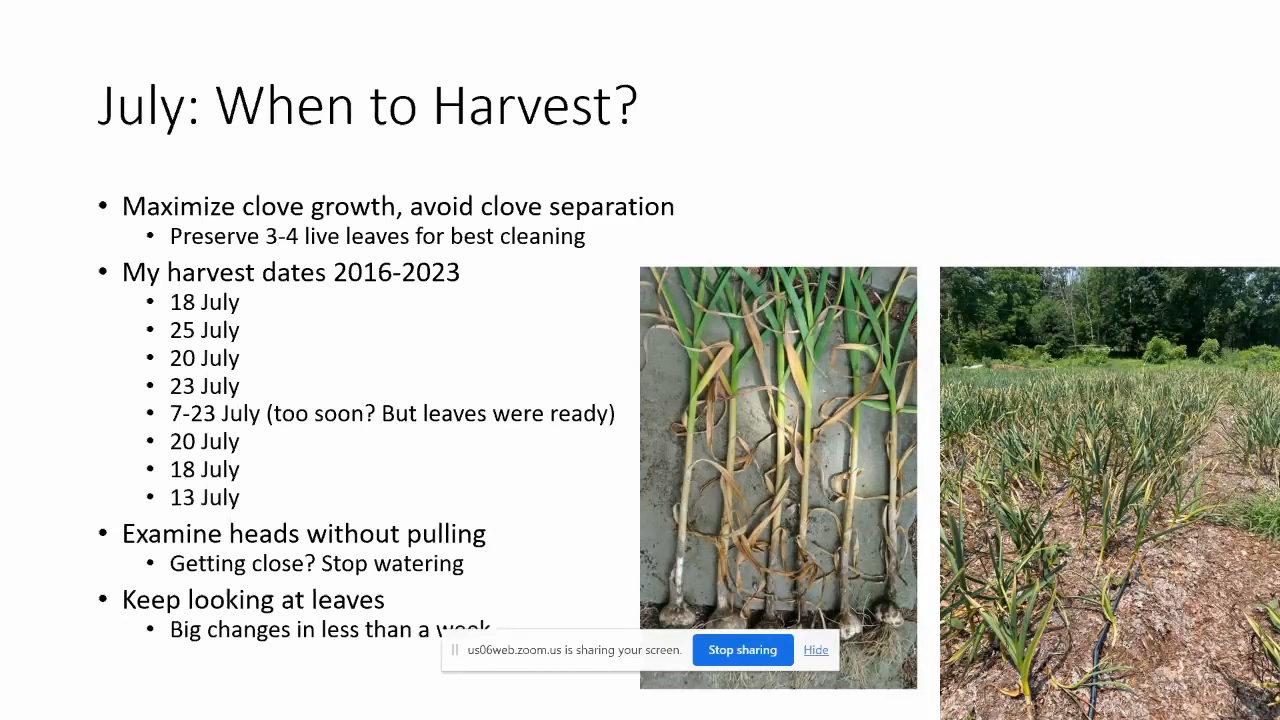 July: When to Harvest?
• Maximize clove growth, avoid clove separation
• Preserve 3-4 live leaves for best cleaning
• My harvest dates 2016-2023
• 18 July
• 25 July
• 20 July
• 23 July
• 7-23 July (too soon? But leaves were ready)
• 20 July
• 18 July
• 13 July
• Examine heads without pulling
• Getting close? Stop watering
• Keep looking at leaves
• Big changes in less than a week
us06web.zoom.us is sharing your screen. Stop sharing Hide